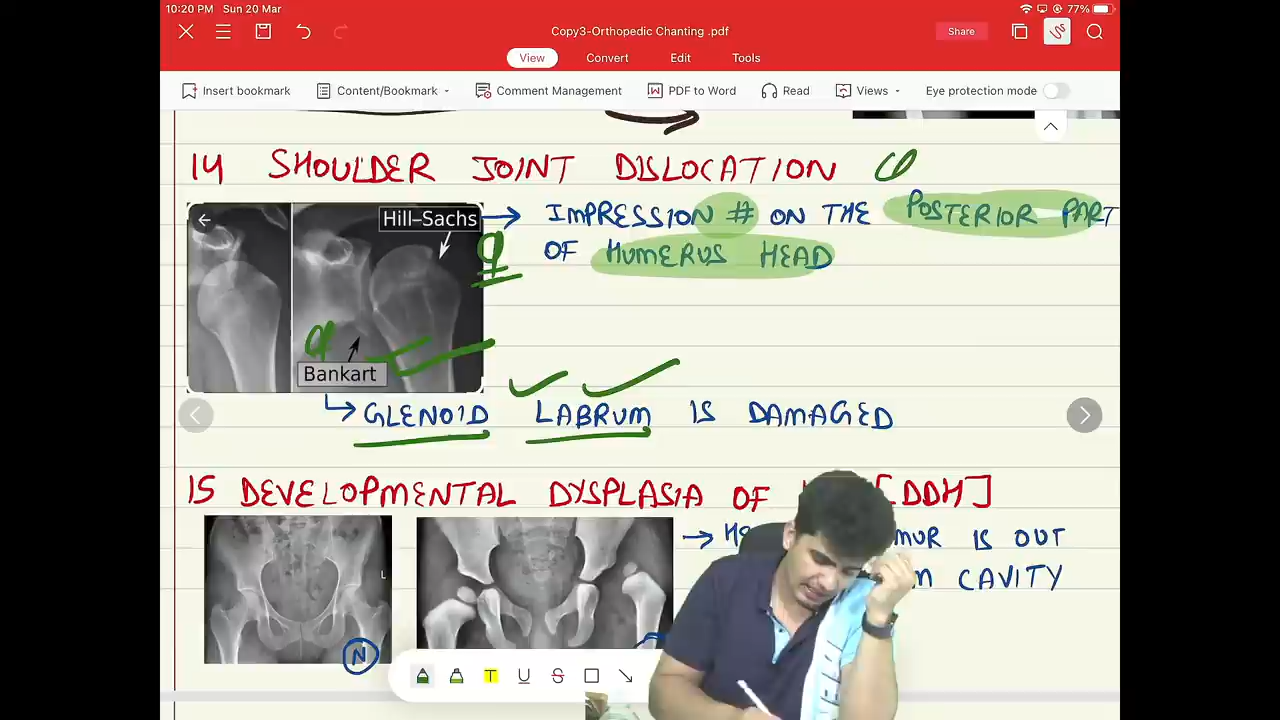 10:20 PM Sun 20 Mar 77%
Copy3-Orthopedic Chanting .pdf
Share
View Convert Edit Tools
Insert bookmark Content/Bookmark Comment Management PDF to Word Read Views Eye protection mode
14 SHOULDER JOINT DISLOCATION
Hill–Sachs
IMPRESSION # ON THE POSTERIOR PART
OF HUMERUS HEAD
Bankart
GLENOID LABRUM IS DAMAGED
15 DEVELOPMENTAL DYSPLASIA OF [DDH]
IS OUT
CAVITY
L
N
T U S